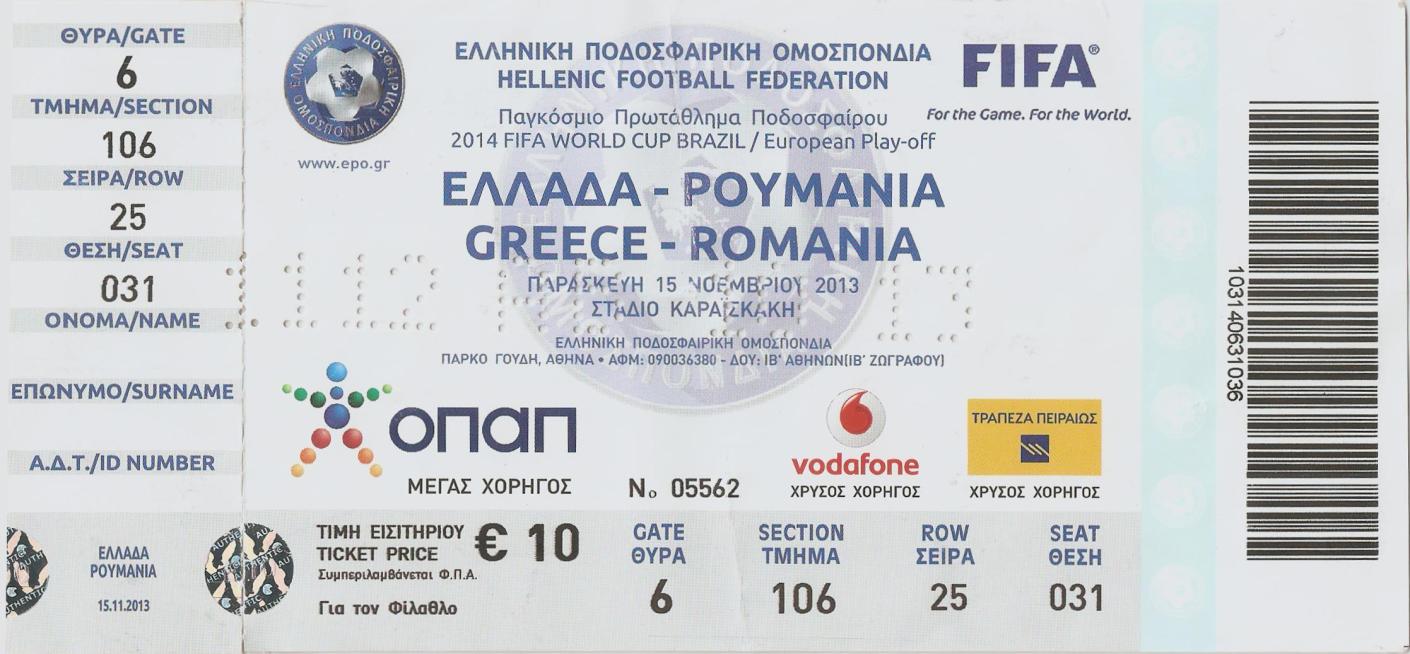 ΘΥΡΑ/GATE
6
ΤΜΗΜΑ/SECTION
106
ΣΕΙΡΑ/ROW
25
ΘΕΣΗ/SEAT
031
ΟΝΟΜΑ/NAME
ΕΠΩΝΥΜΟ/SURNAME
Α.Δ.Τ./ID NUMBER
ΕΛΛΑΔΑ
ΡΟΥΜΑΝΙΑ
15.11.2013
ΕΛΛΗΝΙΚΗ ΠΟΔΟΣΦΑΙΡΙΚΗ ΟΜΟΣΠΟΝΔΙΑ
www.epo.gr
ΕΛΛΗΝΙΚΗ ΠΟΔΟΣΦΑΙΡΙΚΗ ΟΜΟΣΠΟΝΔΙΑ
HELLENIC FOOTBALL FEDERATION
Παγκόσμιο Πρωτάθλημα Ποδοσφαίρου
2014 FIFA WORLD CUP BRAZIL / European Play-off
ΕΛΛΑΔΑ - ΡΟΥΜΑΝΙΑ
GREECE - ROMANIA
ΠΑΡΑΣΚΕΥΗ 15 ΝΟΕΜΒΡΙΟΥ 2013
ΣΤΑΔΙΟ ΚΑΡΑΪΣΚΑΚΗ
ΕΛΛΗΝΙΚΗ ΠΟΔΟΣΦΑΙΡΙΚΗ ΟΜΟΣΠΟΝΔΙΑ
ΠΑΡΚΟ ΓΟΥΔΗ, ΑΘΗΝΑ • ΑΦΜ: 090036380 - ΔΟΥ: ΙΒ' ΑΘΗΝΩΝ(ΙΒ' ΖΩΓΡΑΦΟΥ)
FIFA®
For the Game. For the World.
οπαπ
ΜΕΓΑΣ ΧΟΡΗΓΟΣ
Νο 05562
vodafone
ΧΡΥΣΟΣ ΧΟΡΗΓΟΣ
ΤΡΑΠΕΖΑ ΠΕΙΡΑΙΩΣ
ΧΡΥΣΟΣ ΧΟΡΗΓΟΣ
ΤΙΜΗ ΕΙΣΙΤΗΡΙΟΥ
TICKET PRICE
€ 10
Συμπεριλαμβάνεται Φ.Π.Α.
Για τον Φίλαθλο
GATE
ΘΥΡΑ
6
SECTION
ΤΜΗΜΑ
106
ROW
ΣΕΙΡΑ
25
SEAT
ΘΕΣΗ
031
103140631036